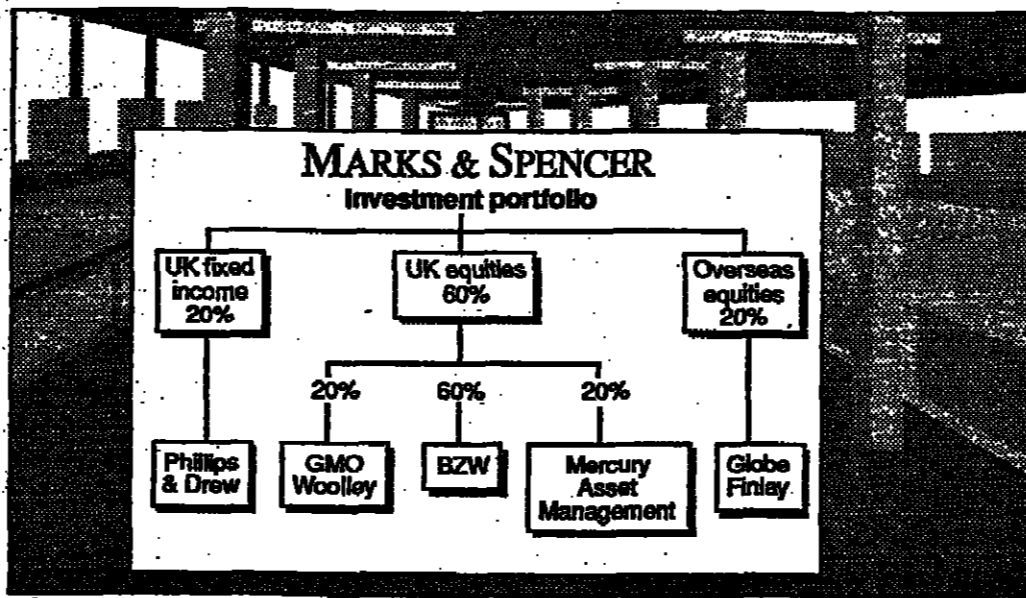 MARKS & SPENCER
Investment portfolio
UK fixed
income
20%
UK equities
60%
Overseas
equities
20%
20%
60%
20%
Phillips
& Drew
GMO
Woolley
BZW
Mercury
Asset
Management
Globe
Finlay